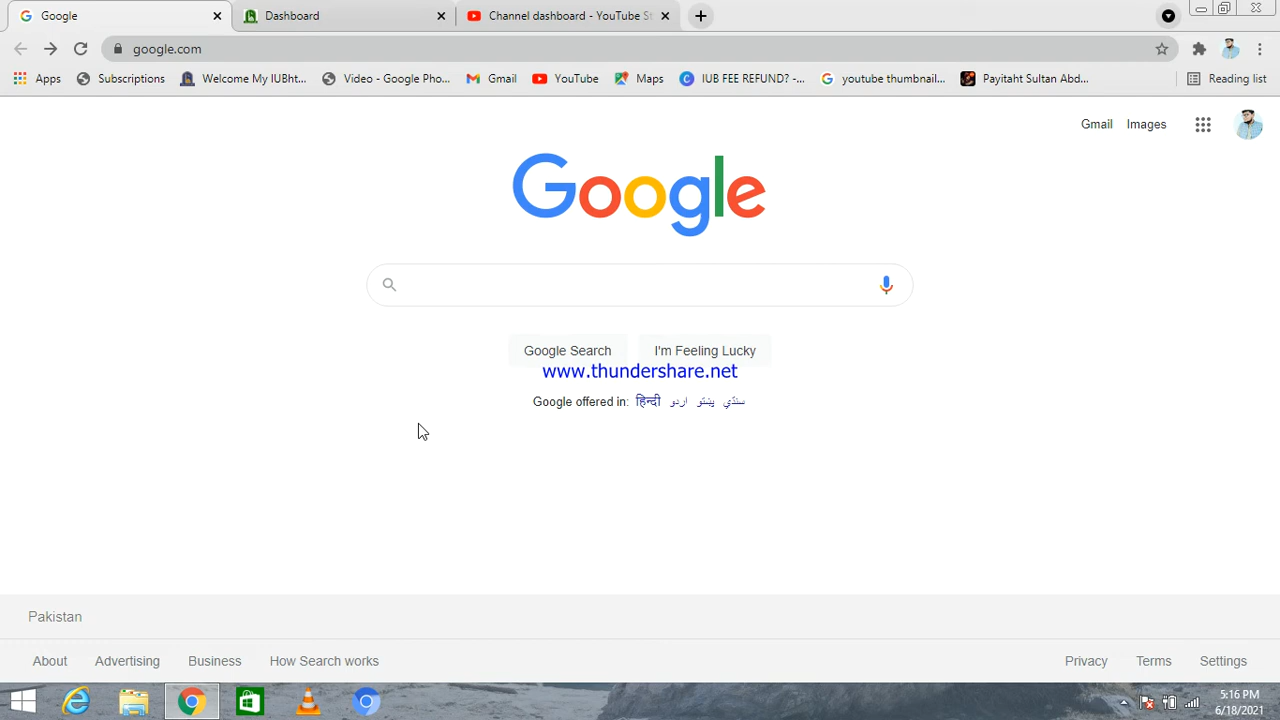 Google
Dashboard
Channel dashboard - YouTube St
google.com
Apps
Subscriptions
Welcome My IUBht...
Video - Google Pho...
Gmail
YouTube
Maps
IUB FEE REFUND? -...
youtube thumbnail...
Payitaht Sultan Abd...
Reading list
Gmail
Images
Google
Google Search
I'm Feeling Lucky
www.thundershare.net
Google offered in: हिन्दी اردو پښتو سنڌي
Pakistan
About
Advertising
Business
How Search works
Privacy
Terms
Settings
5:16 PM
6/18/2021